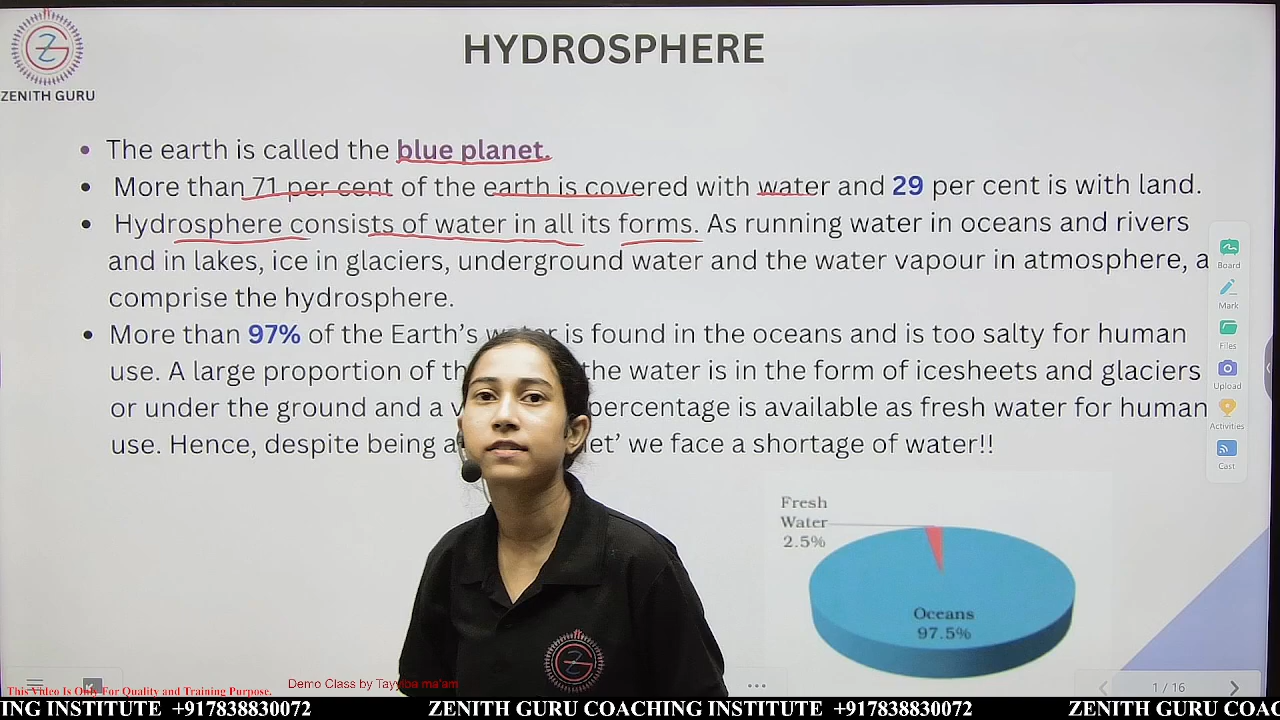 HYDROSPHERE
ZENITH GURU
The earth is called the blue planet.
More than 71 per cent of the earth is covered with water and 29 per cent is with land.
Hydrosphere consists of water in all its forms. As running water in oceans and rivers
and in lakes, ice in glaciers, underground water and the water vapour in atmosphere, a
comprise the hydrosphere.
More than 97% of the Earth's water is found in the oceans and is too salty for human
use. A large proportion of the water is in the form of icesheets and glaciers
or under the ground and a percentage is available as fresh water for human
use. Hence, despite being a we face a shortage of water!!
Board
Mark
Files
Upload
Activities
Cast
Fresh
Water
2.5%
Oceans
97.5%
1 / 16
This Video Is Only For Quality and Training Purpose.
Demo Class by Tayyiba ma'am
ING INSTITUTE +917838830072 ZENITH GURU COACHING INSTITUTE +917838830072 ZENITH GURU COAC